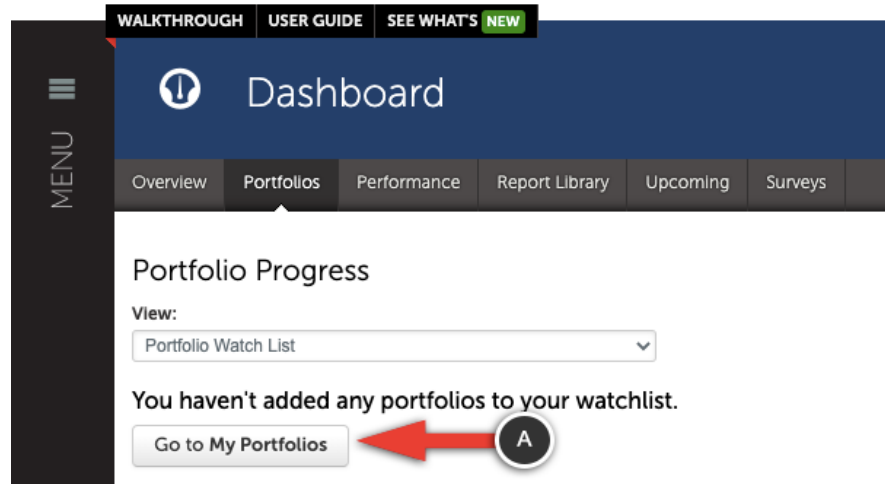 WALKTHROUGH USER GUIDE SEE WHAT'S NEW
MENU
Dashboard
Overview Portfolios Performance Report Library Upcoming Surveys
Portfolio Progress
View:
Portfolio Watch List
You haven't added any portfolios to your watchlist.
Go to My Portfolios
A